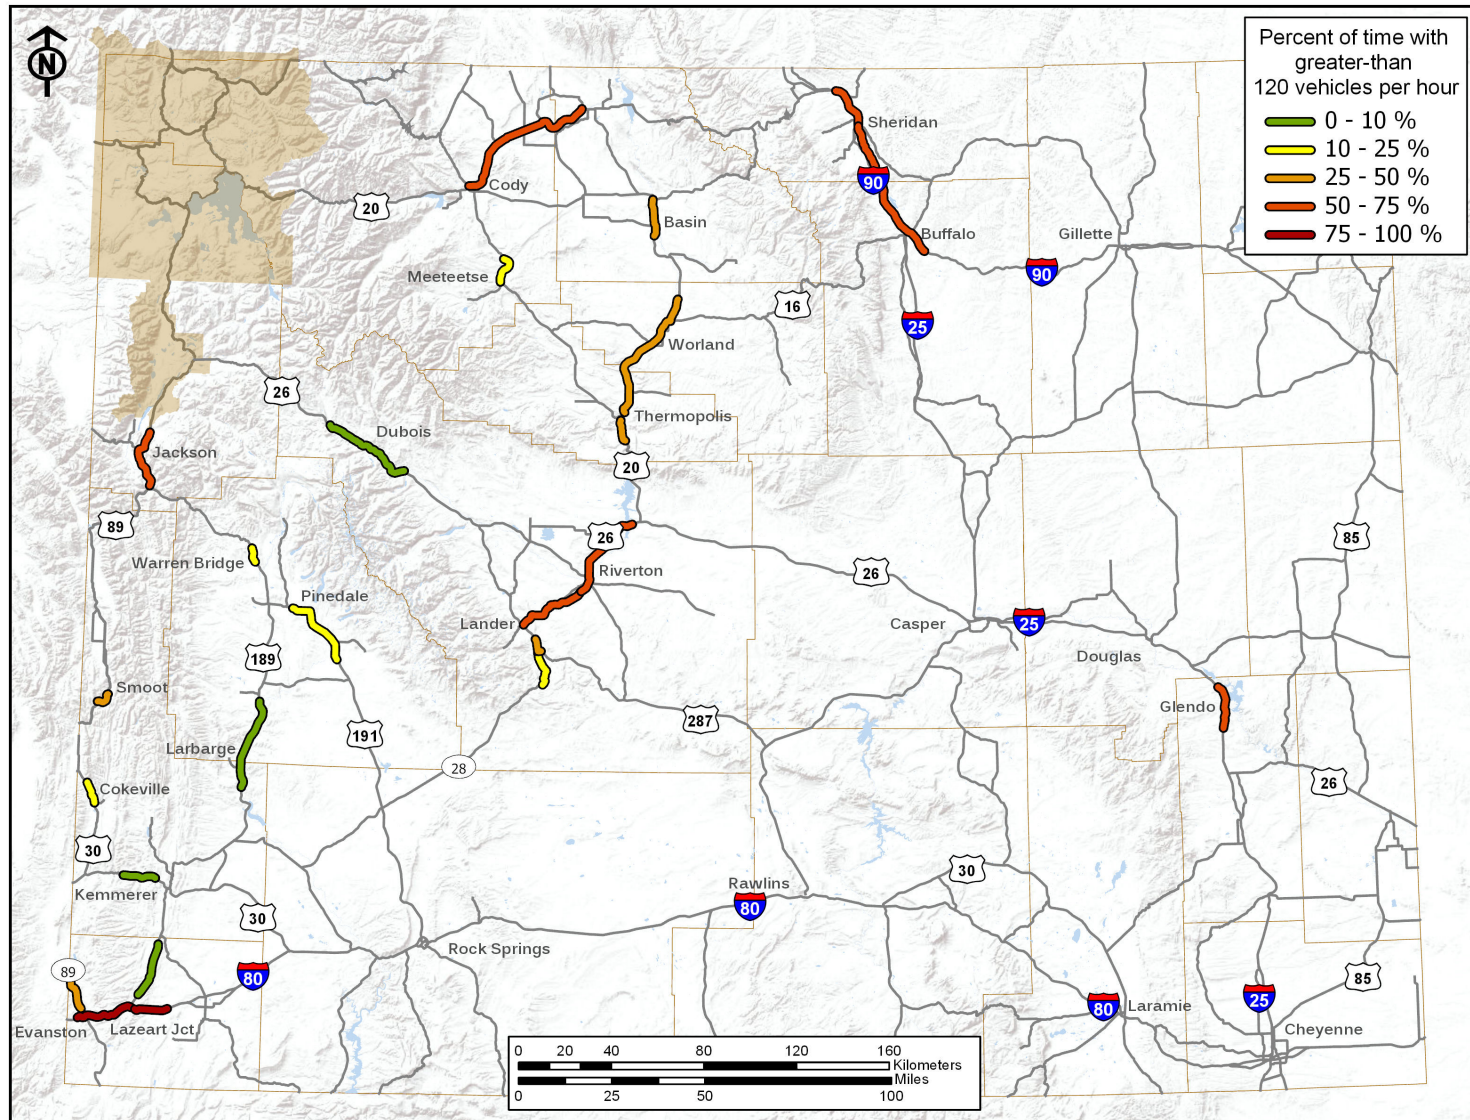 N
Percent of time with
greater-than
120 vehicles per hour
0 - 10 %
10 - 25 %
25 - 50 %
50 - 75 %
75 - 100 %
Sheridan
90
Cody
20
Basin
Buffalo
Gillette
Meeteetse
90
16
25
Worland
26
Thermopolis
Dubois
Jackson
20
89
26
85
Warren Bridge
Riverton
26
Pinedale
Lander
Casper
25
189
Douglas
Smoot
Glendo
287
191
Larbarge
28
Cokeville
26
30
30
Kemmerer
Rawlins
80
30
Rock Springs
89
80
85
25
80
Laramie
Evanston
Lazeart Jct.
Cheyenne
0 20 40 80 120 160
Kilometers
Miles
0 25 50 100